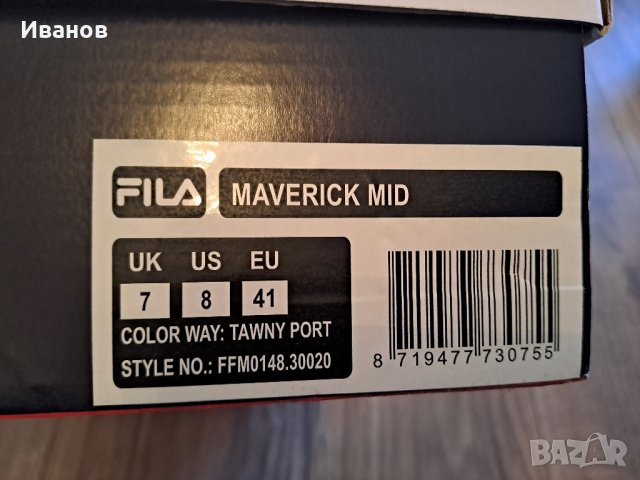 Иванов
FILA
MAVERICK MID
UK US EU
7 8 41
COLOR WAY: TAWNY PORT
STYLE NO.: FFM0148.30020
8 719477 730755
BAZAR